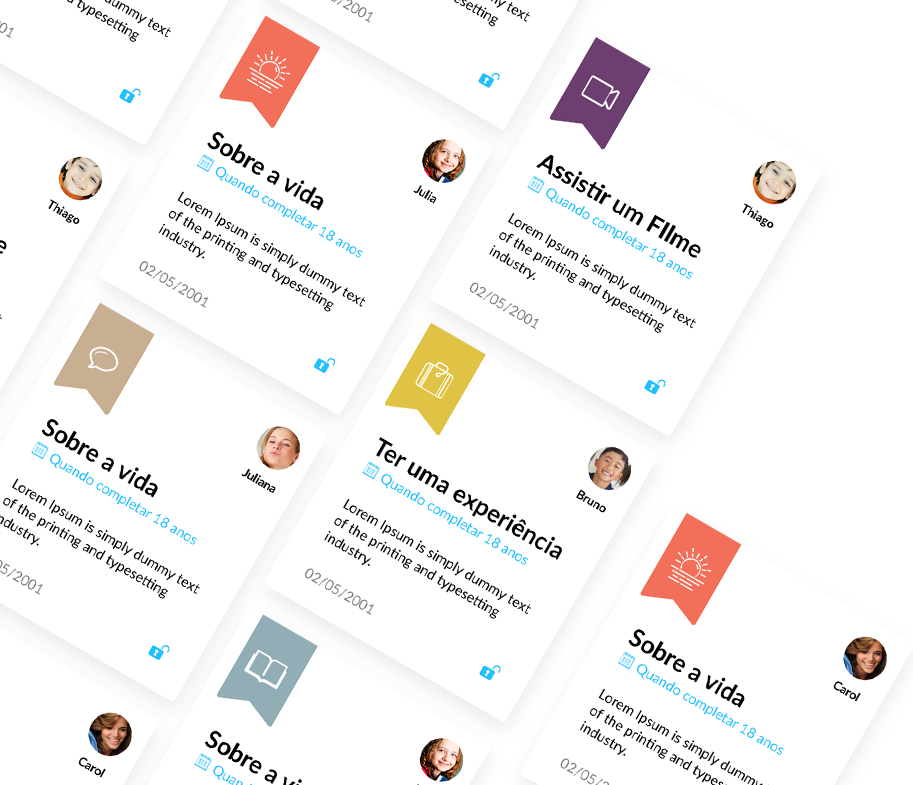 dummy text
typesetting
02/05/2001
dummy text
typesetting
Sobre a vida
Quando completar 18 anos
Julia
Lorem Ipsum is simply dummy text
of the printing and typesetting
industry.
02/05/2001
Assistir um FIlme
Quando completar 18 anos
Thiago
Lorem Ipsum is simply dummy text
of the printing and typesetting
industry.
02/05/2001
Thiago
Sobre a vida
Quando completar 18 anos
Juliana
Lorem Ipsum is simply dummy text
of the printing and typesetting
industry.
Ter uma experiência
Quando completar 18 anos
Bruno
Lorem Ipsum is simply dummy text
of the printing and typesetting
industry.
02/05/2001
Sobre a vida
Quando completar 18 anos
Carol
Lorem Ipsum is simply dummy
of the printing and
industry.
Carol
Sobre a